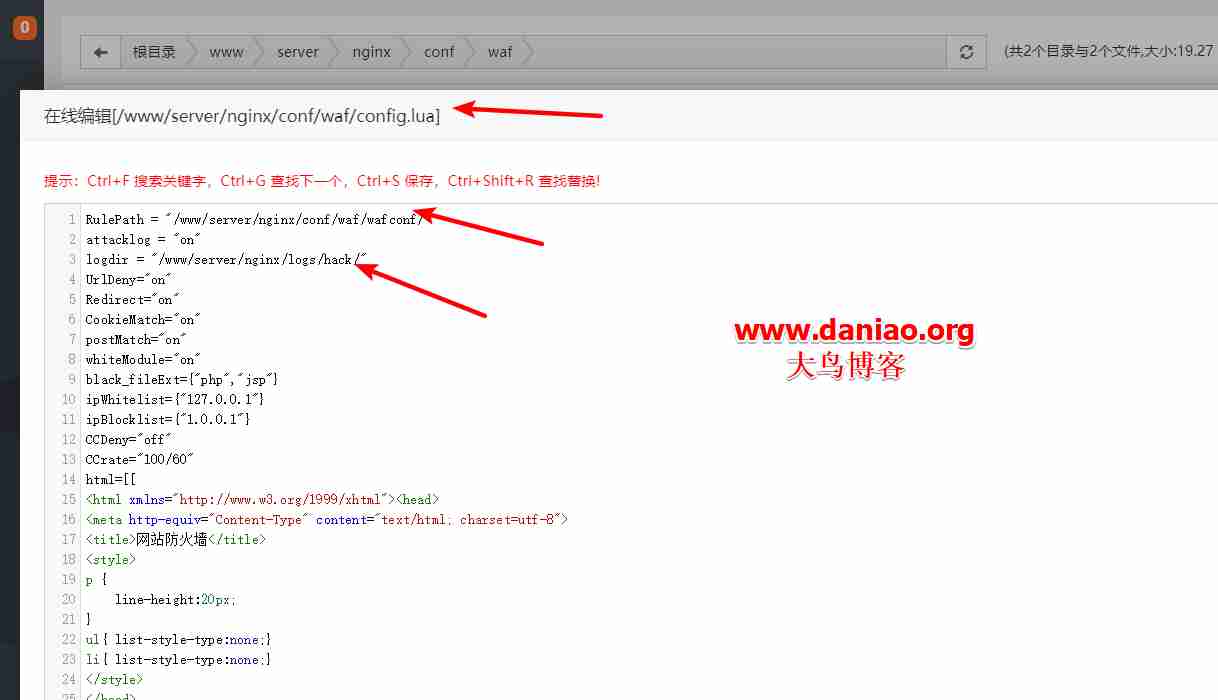 0
根目录 www server nginx conf waf (共2个目录与2个文件,大小:19.27
在线编辑[/www/server/nginx/conf/waf/config.lua]
提示：Ctrl+F 搜索关键字，Ctrl+G 查找下一个，Ctrl+S 保存，Ctrl+Shift+R 查找替换!
1 RulePath = "/www/server/nginx/conf/waf/wafconf/
2 attacklog = "on"
3 logdir = "/www/server/nginx/logs/hack/"
4 UrlDeny="on"
5 Redirect="on"
6 CookieMatch="on"
7 postMatch="on"
8 whiteModule="on"
9 black_fileExt={"php","jsp"}
10 ipWhitelist={"127.0.0.1"}
11 ipBlocklist={"1.0.0.1"}
12 CCDeny="off"
13 CCrate="100/60"
14 html=[[
15 <html xmlns="http://www.w3.org/1999/xhtml"><head>
16 <meta http-equiv="Content-Type" content="text/html; charset=utf-8">
17 <title>网站防火墙</title>
18 <style>
19 p {
20     line-height:20px;
21 }
22 ul{ list-style-type:none;}
23 li{ list-style-type:none;}
24 </style>
25 </head>
www.daniao.org
大鸟博客